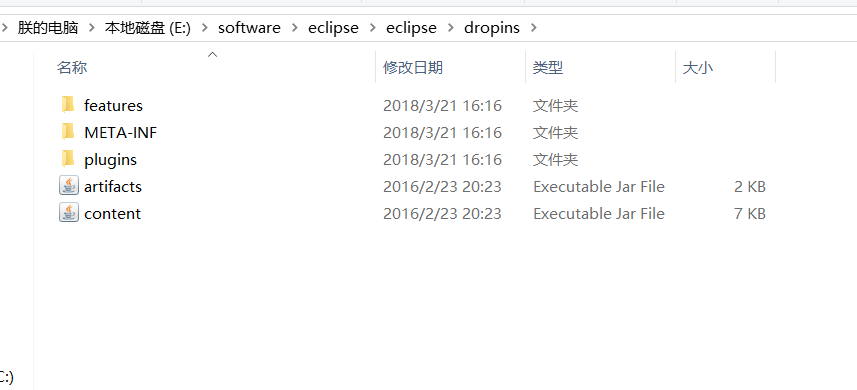 朕的电脑 > 本地磁盘 (E:) > software > eclipse > eclipse > dropins >
名称 修改日期 类型 大小
features 2018/3/21 16:16 文件夹
META-INF 2018/3/21 16:16 文件夹
plugins 2018/3/21 16:16 文件夹
artifacts 2016/2/23 20:23 Executable Jar File 2 KB
content 2016/2/23 20:23 Executable Jar File 7 KB
C:)